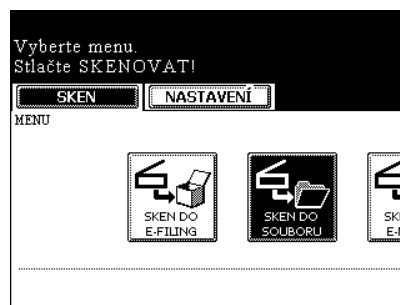 Vyberte menu.
Stlačte SKENOVAT!
SKEN
NASTAVENÍ
MENU
SKEN DO
E-FILING
SKEN DO
SOUBORU